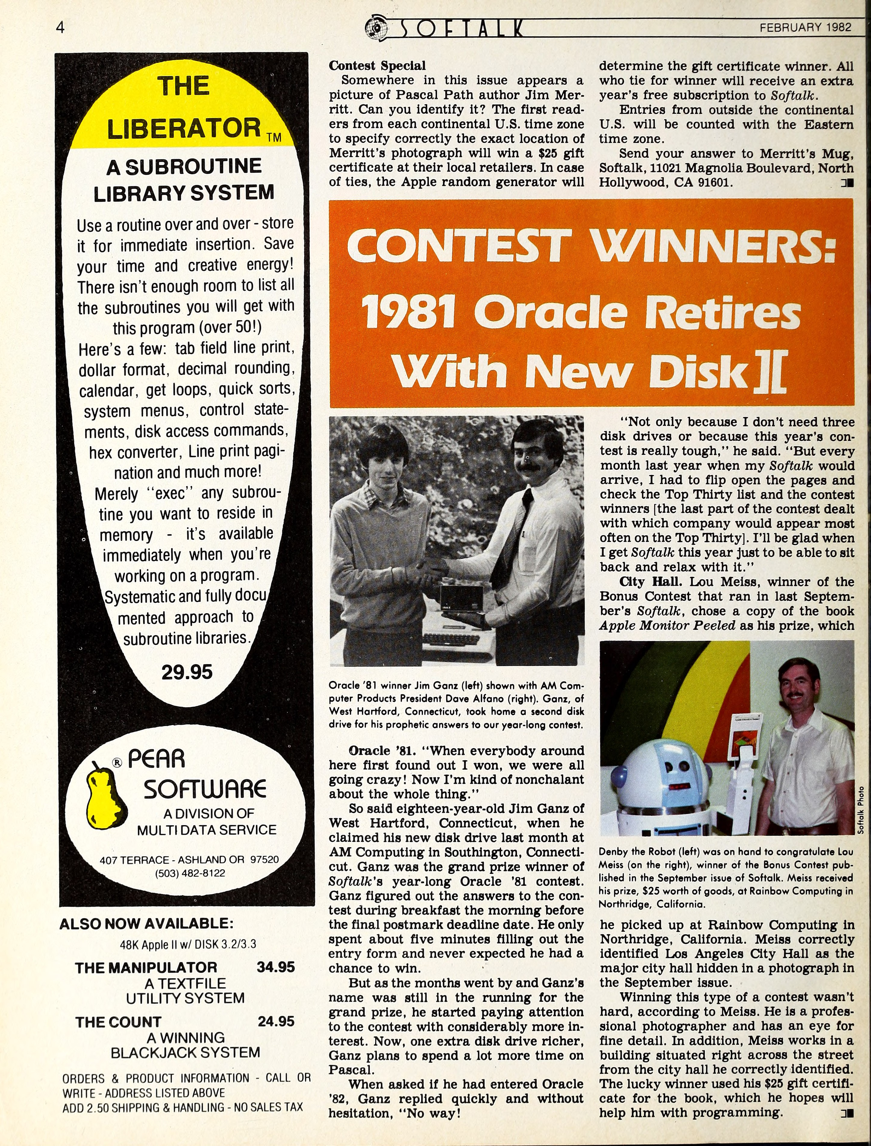 4
SOFTALK
FEBRUARY 1982
THE
LIBERATOR TM
A SUBROUTINE
LIBRARY SYSTEM
Use a routine over and over - store
it for immediate insertion. Save
your time and creative energy!
There isn't enough room to list all
the subroutines you will get with
this program (over 50!)
Here's a few: tab field line print,
dollar format, decimal rounding,
calendar, get loops, quick sorts,
system menus, control state-
ments, disk access commands,
hex converter, Line print pagi-
nation and much more!
Merely "exec" any subrou-
tine you want to reside in
memory - it's available
immediately when you're
working on a program.
Systematic and fully docu
mented approach to
subroutine libraries.
29.95
® PEAR
SOFTWARE
A DIVISION OF
MULTI DATA SERVICE
407 TERRACE - ASHLAND OR 97520
(503) 482-8122
ALSO NOW AVAILABLE:
48K Apple II w/ DISK 3.2/3.3
THE MANIPULATOR 34.95
A TEXTFILE
UTILITY SYSTEM
THE COUNT 24.95
A WINNING
BLACKJACK SYSTEM
ORDERS & PRODUCT INFORMATION - CALL OR
WRITE - ADDRESS LISTED ABOVE
ADD 2.50 SHIPPING & HANDLING - NO SALES TAX
Contest Special
Somewhere in this issue appears a
picture of Pascal Path author Jim Mer-
ritt. Can you identify it? The first read-
ers from each continental U.S. time zone
to specify correctly the exact location of
Merritt's photograph will win a $25 gift
certificate at their local retailers. In case
of ties, the Apple random generator will
determine the gift certificate winner. All
who tie for winner will receive an extra
year's free subscription to Softalk.
Entries from outside the continental
U.S. will be counted with the Eastern
time zone.
Send your answer to Merritt's Mug,
Softalk, 11021 Magnolia Boulevard, North
Hollywood, CA 91601.
CONTEST WINNERS:
1981 Oracle Retires
With New Disk ][
Oracle '81 winner Jim Ganz (left) shown with AM Com-
puter Products President Dave Alfano (right). Ganz, of
West Hartford, Connecticut, took home a second disk
drive for his prophetic answers to our year-long contest.
Oracle '81. "When everybody around
here first found out I won, we were all
going crazy! Now I'm kind of nonchalant
about the whole thing."
So said eighteen-year-old Jim Ganz of
West Hartford, Connecticut, when he
claimed his new disk drive last month at
AM Computing in Southington, Connecti-
cut. Ganz was the grand prize winner of
Softalk's year-long Oracle '81 contest.
Ganz figured out the answers to the con-
test during breakfast the morning before
the final postmark deadline date. He only
spent about five minutes filling out the
entry form and never expected he had a
chance to win.
But as the months went by and Ganz's
name was still in the running for the
grand prize, he started paying attention
to the contest with considerably more in-
terest. Now, one extra disk drive richer,
Ganz plans to spend a lot more time on
Pascal.
When asked if he had entered Oracle
'82, Ganz replied quickly and without
hesitation, "No way!
"Not only because I don't need three
disk drives or because this year's con-
test is really tough," he said. "But every
month last year when my Softalk would
arrive, I had to flip open the pages and
check the Top Thirty list and the contest
winners [the last part of the contest dealt
with which company would appear most
often on the Top Thirty]. I'll be glad when
I get Softalk this year just to be able to sit
back and relax with it."
City Hall. Lou Meiss, winner of the
Bonus Contest that ran in last Septem-
ber's Softalk, chose a copy of the book
Apple Monitor Peeled as his prize, which
Softalk Photo
Denby the Robot (left) was on hand to congratulate Lou
Meiss (on the right), winner of the Bonus Contest pub-
lished in the September issue of Softalk. Meiss received
his prize, $25 worth of goods, at Rainbow Computing in
Northridge, California.
he picked up at Rainbow Computing in
Northridge, California. Meiss correctly
identified Los Angeles City Hall as the
major city hall hidden in a photograph in
the September issue.
Winning this type of a contest wasn't
hard, according to Meiss. He is a profes-
sional photographer and has an eye for
fine detail. In addition, Meiss works in a
building situated right across the street
from the city hall he correctly identified.
The lucky winner used his $25 gift certifi-
cate for the book, which he hopes will
help him with programming.